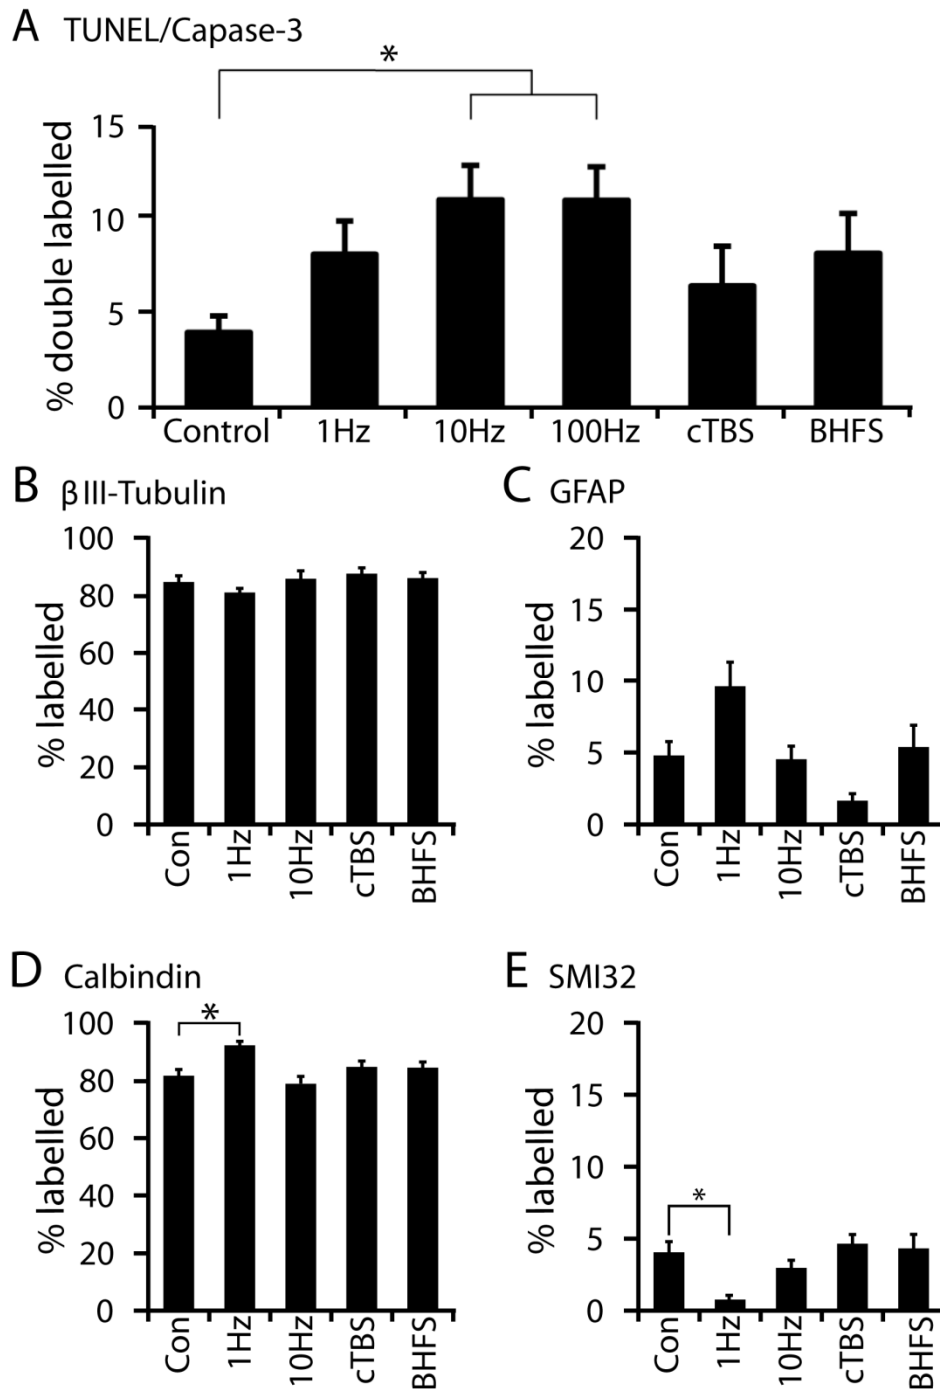 A TUNEL/Capase-3
*
% double labelled
15
10
5
0
Control 1Hz 10Hz 100Hz cTBS BHFS
B βIII-Tubulin
% labelled
100
80
60
40
20
0
Con 1Hz 10Hz cTBS BHFS
C GFAP
% labelled
20
15
10
5
0
Con 1Hz 10Hz cTBS BHFS
D Calbindin
*
% labelled
100
80
60
40
20
0
Con 1Hz 10Hz cTBS BHFS
E SMI32
*
% labelled
20
15
10
5
0
Con 1Hz 10Hz cTBS BHFS